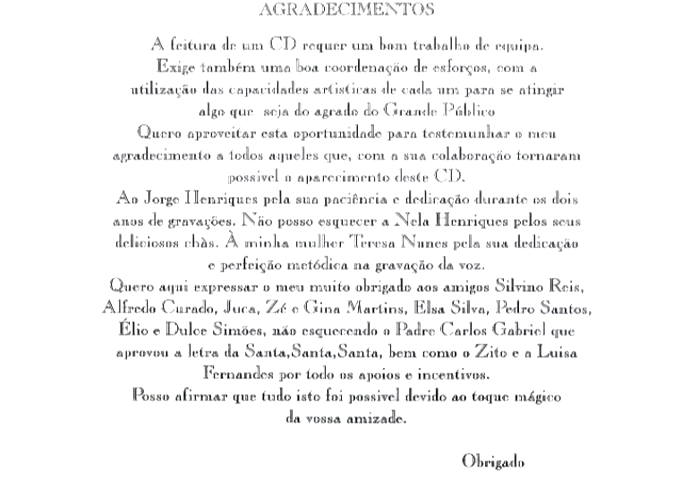 AGRADECIMENTOS
A feitura de um CD requer um bom trabalho de equipa.
Exige também uma boa coordenação de esforços, com a
utilização das capacidades artisticas de cada um para se atingir
algo que seja do agrado do Grande Público
Quero aproveitar esta oportunidade para testemunhar o meu
agradecimento a todos aqueles que, com a sua colaboração tornaram
possivel o aparecimento deste CD.
Ao Jorge Henriques pela sua paciência e dedicação durante os dois
anos de gravações. Não posso esquecer a Nela Henriques pelos seus
deliciosos chàs. À minha mulher Teresa Nunes pela sua dedicação
e perfeição metódica na gravação da voz.
Quero aqui expressar o meu muito obrigado aos amigos Silvino Reis,
Alfredo Curado, Juca, Zé e Gina Martins, Elsa Silva, Pedro Santos,
Élio e Dulce Simões, não esquecendo o Padre Carlos Gabriel que
aprovou a letra da Santa,Santa,Santa, bem como o Zito e a Luisa
Fernandes por todo os apoios e incentivos.
Posso afirmar que tudo isto foi possivel devido ao toque mágico
da vossa amizade.
Obrigado